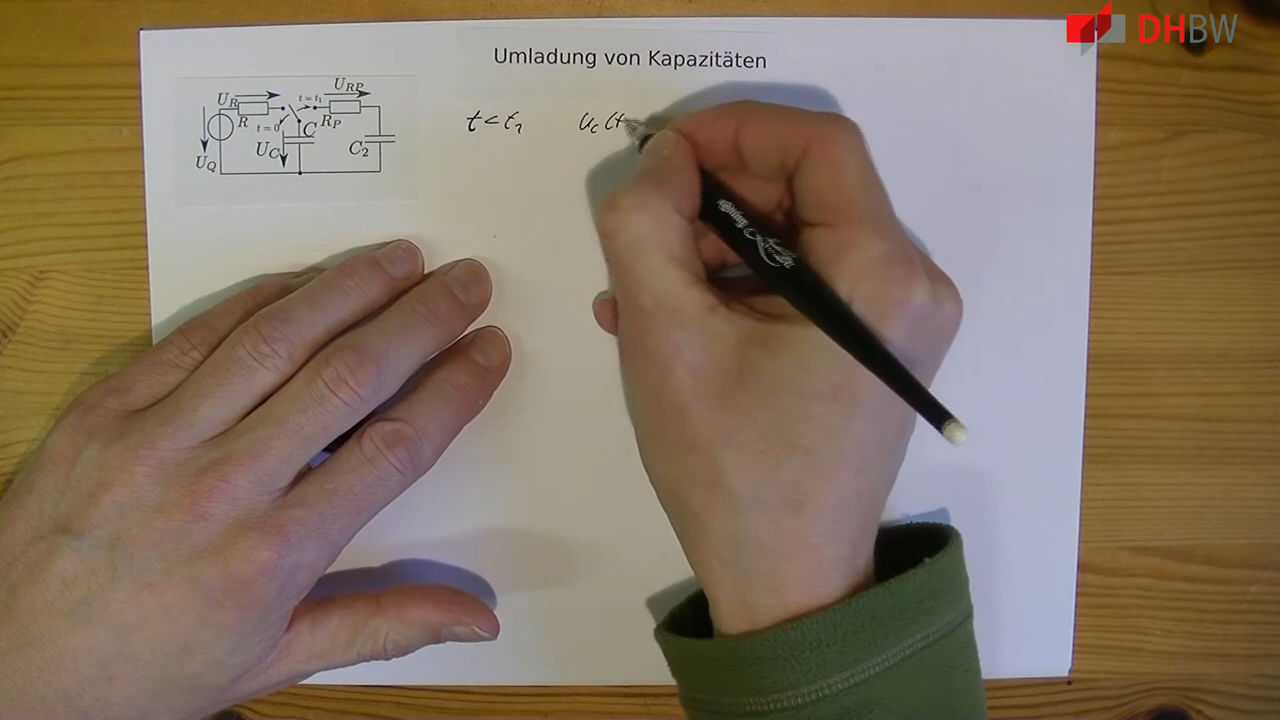 DHBW
Umladung von Kapazitäten
U_R U_RP
t=t₁
R t=0 C R_P
U_Q U_C C₂
t<t₁ u_c(t